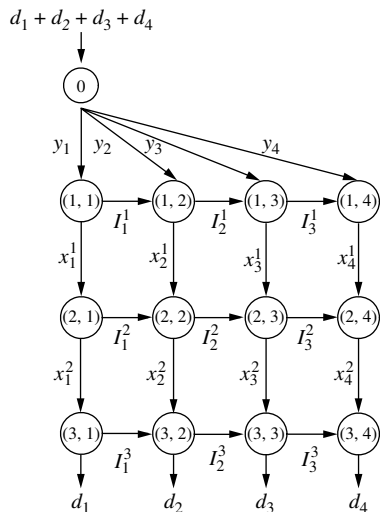 d₁ + d₂ + d₃ + d₄
0
y₁ y₂ y₃ y₄
(1, 1) (1, 2) (1, 3) (1, 4)
I₁¹ I₂¹ I₃¹
x₁¹ x₂¹ x₃¹ x₄¹
(2, 1) (2, 2) (2, 3) (2, 4)
I₁² I₂² I₃²
x₁² x₂² x₃² x₄²
(3, 1) (3, 2) (3, 3) (3, 4)
I₁³ I₂³ I₃³
d₁ d₂ d₃ d₄